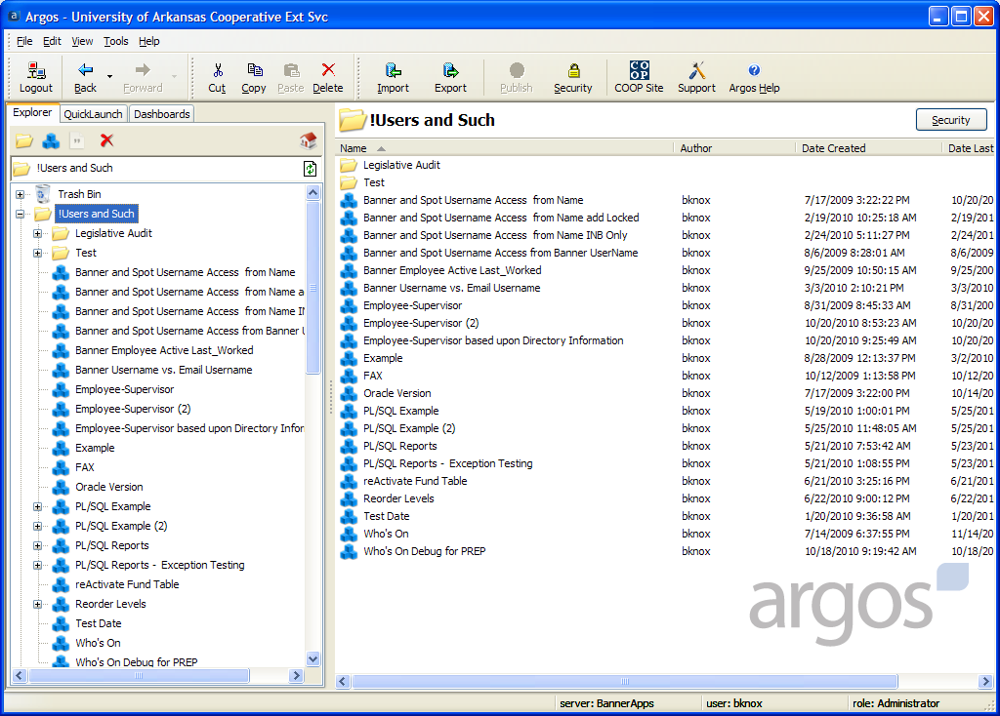 Argos - University of Arkansas Cooperative Ext Svc
File Edit View Tools Help
Logout Back Forward Cut Copy Paste Delete Import Export Publish Security COOP Site Support Argos Help
Explorer QuickLaunch Dashboards
!Users and Such
Trash Bin
!Users and Such
Legislative Audit
Test
Banner and Spot Username Access from Name
Banner and Spot Username Access from Name a
Banner and Spot Username Access from Name I
Banner and Spot Username Access from Banner
Banner Employee Active Last_Worked
Banner Username vs. Email Username
Employee-Supervisor
Employee-Supervisor (2)
Employee-Supervisor based upon Directory Infor
Example
FAX
Oracle Version
PL/SQL Example
PL/SQL Example (2)
PL/SQL Reports
PL/SQL Reports - Exception Testing
reActivate Fund Table
Reorder Levels
Test Date
Who's On
Who's On Debug for PREP
!Users and Such Security
Name Author Date Created Date Last
Legislative Audit
Test
Banner and Spot Username Access from Name bknox 7/17/2009 3:22:22 PM 10/20/20
Banner and Spot Username Access from Name add Locked bknox 2/19/2010 10:25:18 AM 2/19/201
Banner and Spot Username Access from Name INB Only bknox 2/24/2010 5:11:27 PM 2/24/201
Banner and Spot Username Access from Banner UserName bknox 8/6/2009 8:28:01 AM 8/6/2009
Banner Employee Active Last_Worked bknox 9/25/2009 10:50:15 AM 9/25/200
Banner Username vs. Email Username bknox 3/3/2010 2:10:21 PM 3/3/2010
Employee-Supervisor bknox 8/31/2009 8:45:33 AM 8/31/200
Employee-Supervisor (2) bknox 10/20/2010 8:53:23 AM 10/20/20
Employee-Supervisor based upon Directory Information bknox 10/20/2010 9:25:49 AM 10/20/20
Example bknox 8/28/2009 12:13:37 PM 3/2/2010
FAX bknox 10/12/2009 1:13:58 PM 10/12/20
Oracle Version bknox 7/17/2009 3:22:00 PM 10/14/20
PL/SQL Example bknox 5/19/2010 1:00:01 PM 5/25/201
PL/SQL Example (2) bknox 5/25/2010 11:48:05 AM 5/25/201
PL/SQL Reports bknox 5/21/2010 7:53:42 AM 5/23/201
PL/SQL Reports - Exception Testing bknox 5/21/2010 1:08:55 PM 5/23/201
reActivate Fund Table bknox 6/21/2010 3:25:16 PM 6/21/201
Reorder Levels bknox 6/22/2010 9:00:12 PM 6/22/201
Test Date bknox 1/20/2010 9:36:58 AM 1/20/201
Who's On bknox 7/14/2009 6:37:55 PM 11/14/20
Who's On Debug for PREP bknox 10/18/2010 9:19:42 AM 10/18/20
argos
server: BannerApps user: bknox role: Administrator